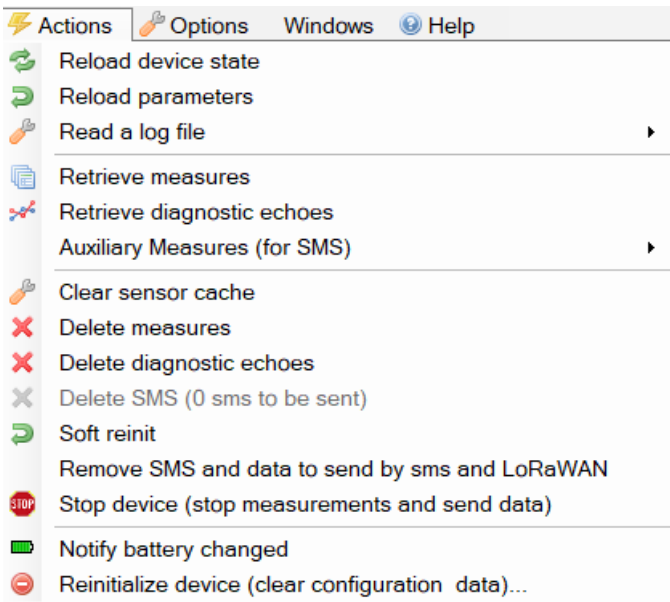 Actions Options Windows Help
Reload device state
Reload parameters
Read a log file
Retrieve measures
Retrieve diagnostic echoes
Auxiliary Measures (for SMS)
Clear sensor cache
Delete measures
Delete diagnostic echoes
Delete SMS (0 sms to be sent)
Soft reinit
Remove SMS and data to send by sms and LoRaWAN
STOP Stop device (stop measurements and send data)
Notify battery changed
Reinitialize device (clear configuration  data)...